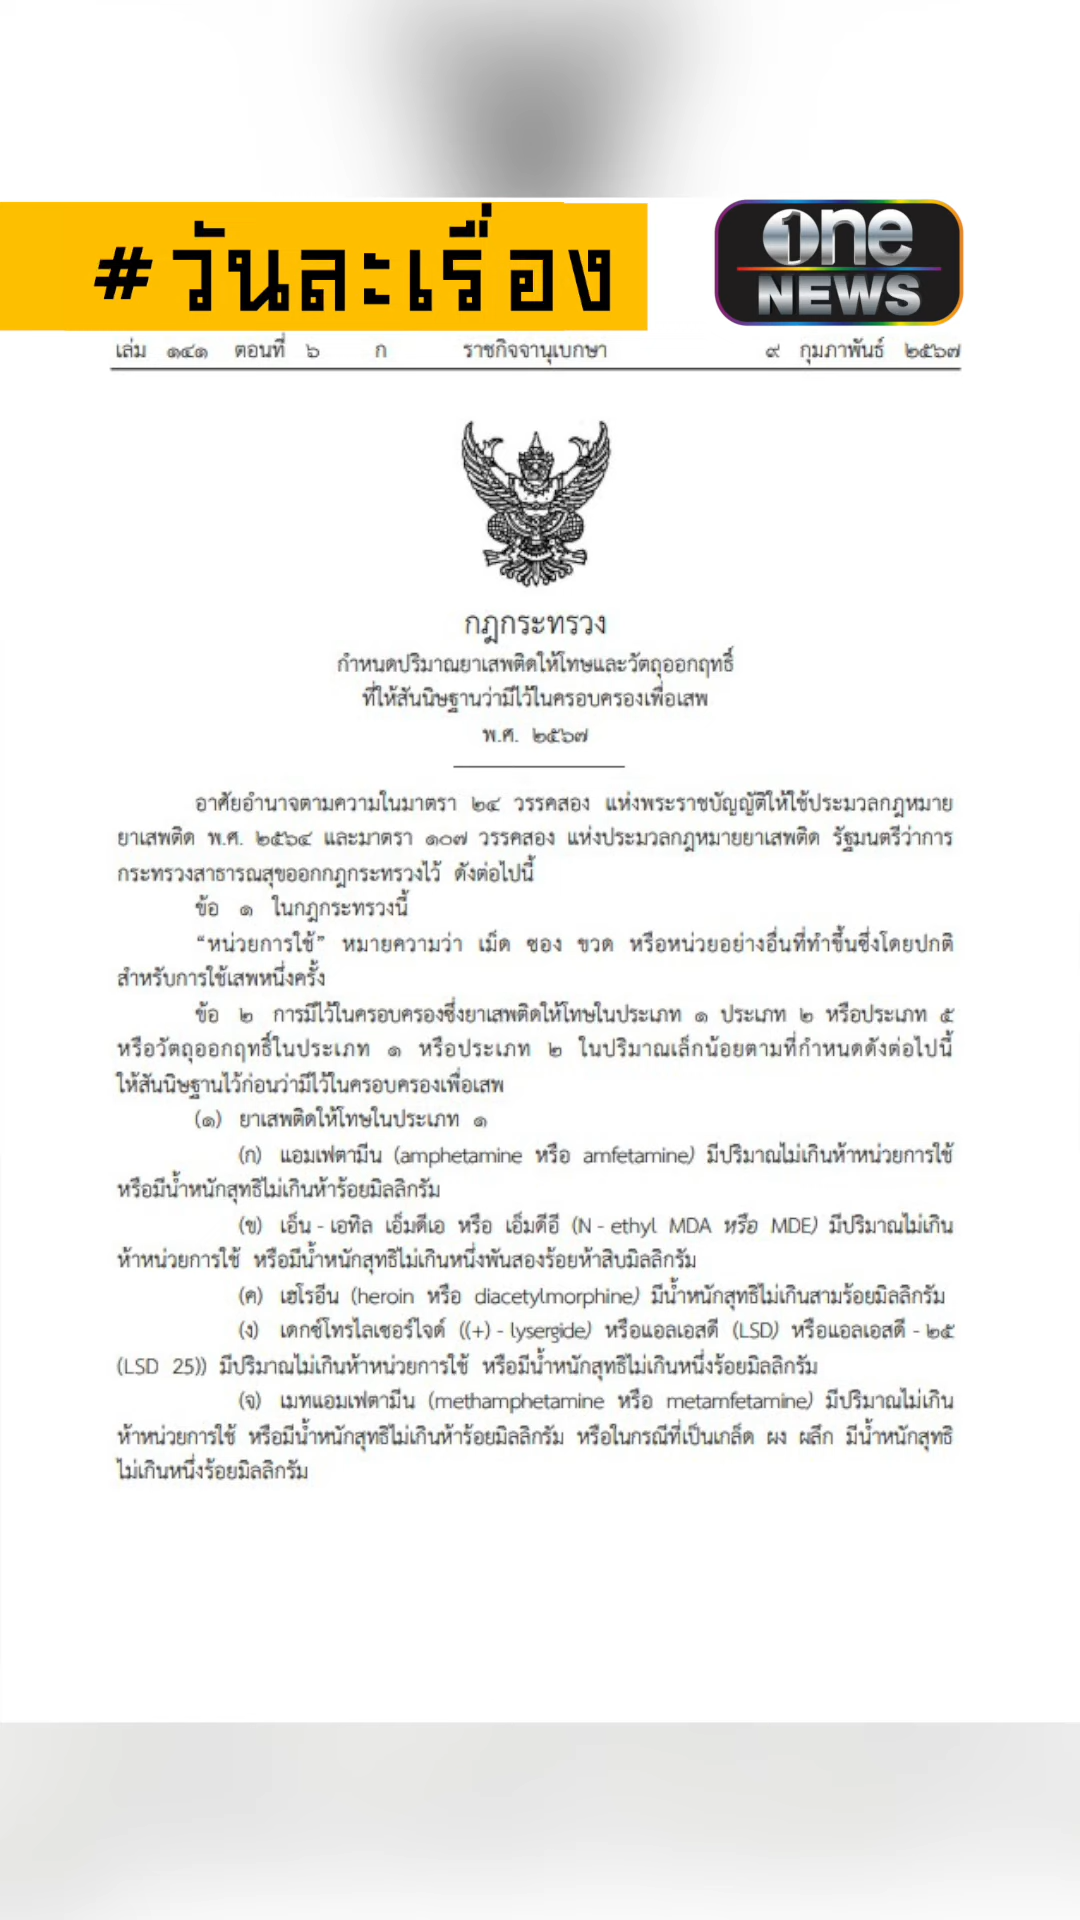 #วันละเรื่อง
one
NEWS
เล่ม ๑๔๑ ตอนที่ ๖ ก ราชกิจจานุเบกษา ๙ กุมภาพันธ์ ๒๕๖๗
กฎกระทรวง
กำหนดปริมาณยาเสพติดให้โทษและวัตถุออกฤทธิ์
ที่ให้สันนิษฐานว่ามีไว้ในครอบครองเพื่อเสพ
พ.ศ. ๒๕๖๗
อาศัยอำนาจตามความในมาตรา ๒๔ วรรคสอง แห่งพระราชบัญญัติให้ใช้ประมวลกฎหมาย
ยาเสพติด พ.ศ. ๒๕๖๔ และมาตรา ๑๐๗ วรรคสอง แห่งประมวลกฎหมายยาเสพติด รัฐมนตรีว่าการ
กระทรวงสาธารณสุขออกกฎกระทรวงไว้ ดังต่อไปนี้
ข้อ ๑ ในกฎกระทรวงนี้
“หน่วยการใช้” หมายความว่า เม็ด ซอง ขวด หรือหน่วยอย่างอื่นที่ทำขึ้นซึ่งโดยปกติ
สำหรับการใช้เสพหนึ่งครั้ง
ข้อ ๒ การมีไว้ในครอบครองซึ่งยาเสพติดให้โทษในประเภท ๑ ประเภท ๒ หรือประเภท ๕
หรือวัตถุออกฤทธิ์ในประเภท ๑ หรือประเภท ๒ ในปริมาณเล็กน้อยตามที่กำหนดดังต่อไปนี้
ให้สันนิษฐานไว้ก่อนว่ามีไว้ในครอบครองเพื่อเสพ
(๑) ยาเสพติดให้โทษในประเภท ๑
(ก) แอมเฟตามีน (amphetamine หรือ amfetamine) มีปริมาณไม่เกินห้าหน่วยการใช้
หรือมีน้ำหนักสุทธิไม่เกินห้าร้อยมิลลิกรัม
(ข) เอ็น - เอทิล เอ็มดีเอ หรือ เอ็มดีอี (N - ethyl MDA หรือ MDE) มีปริมาณไม่เกิน
ห้าหน่วยการใช้ หรือมีน้ำหนักสุทธิไม่เกินหนึ่งพันสองร้อยห้าสิบมิลลิกรัม
(ค) เฮโรอีน (heroin หรือ diacetylmorphine) มีน้ำหนักสุทธิไม่เกินสามร้อยมิลลิกรัม
(ง) เดกซ์โทรไลเซอร์ไจด์ ((+) - lysergide) หรือแอลเอสดี (LSD) หรือแอลเอสดี - ๒๕
(LSD 25)) มีปริมาณไม่เกินห้าหน่วยการใช้ หรือมีน้ำหนักสุทธิไม่เกินหนึ่งร้อยมิลลิกรัม
(จ) เมทแอมเฟตามีน (methamphetamine หรือ metamfetamine) มีปริมาณไม่เกิน
ห้าหน่วยการใช้ หรือมีน้ำหนักสุทธิไม่เกินห้าร้อยมิลลิกรัม หรือในกรณีที่เป็นเกล็ด ผง ผลึก มีน้ำหนักสุทธิ
ไม่เกินหนึ่งร้อยมิลลิกรัม